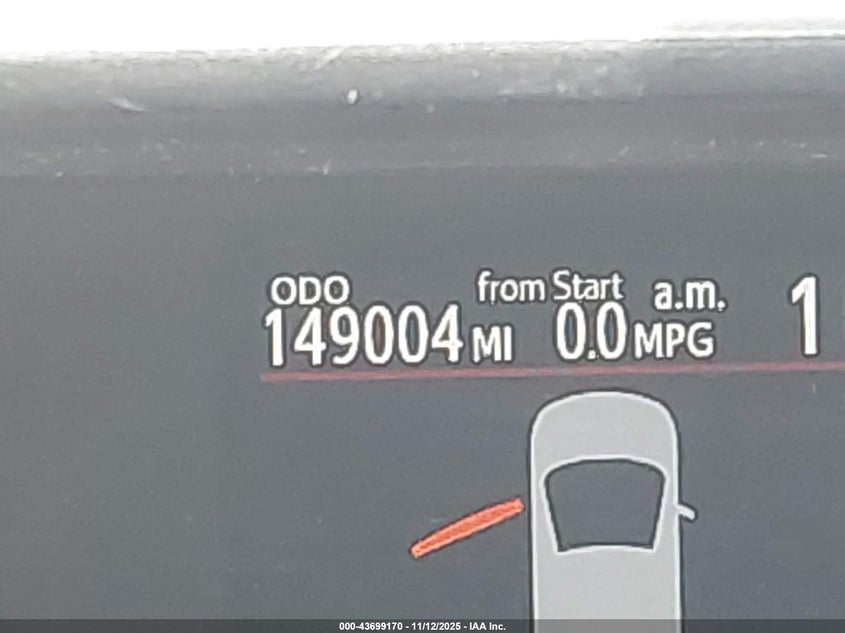 ODO from Start a.m. 1
149004 MI 0.0 MPG
000-43699170 - 11/12/2025 - IAA Inc.